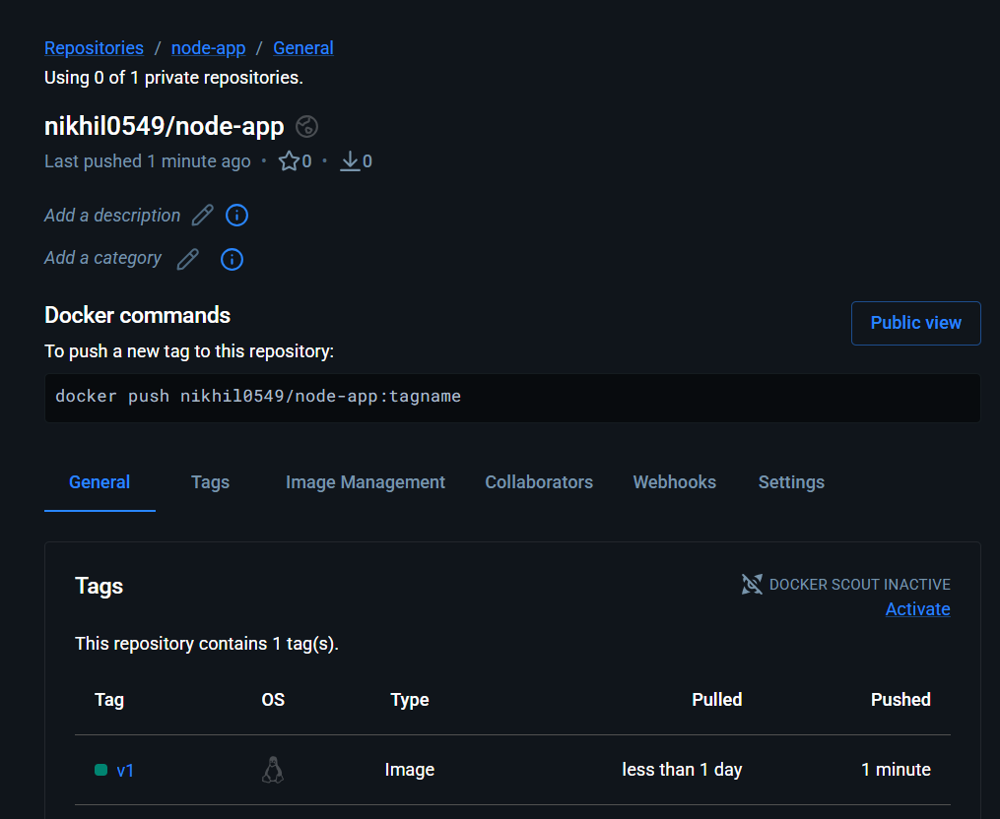 Repositories / node-app / General
Using 0 of 1 private repositories.
nikhil0549/node-app
Last pushed 1 minute ago • 0 • 0
Add a description
Add a category
Docker commands
Public view
To push a new tag to this repository:
docker push nikhil0549/node-app:tagname
General Tags Image Management Collaborators Webhooks Settings
Tags
DOCKER SCOUT INACTIVE
Activate
This repository contains 1 tag(s).
Tag OS Type Pulled Pushed
v1 Image less than 1 day 1 minute